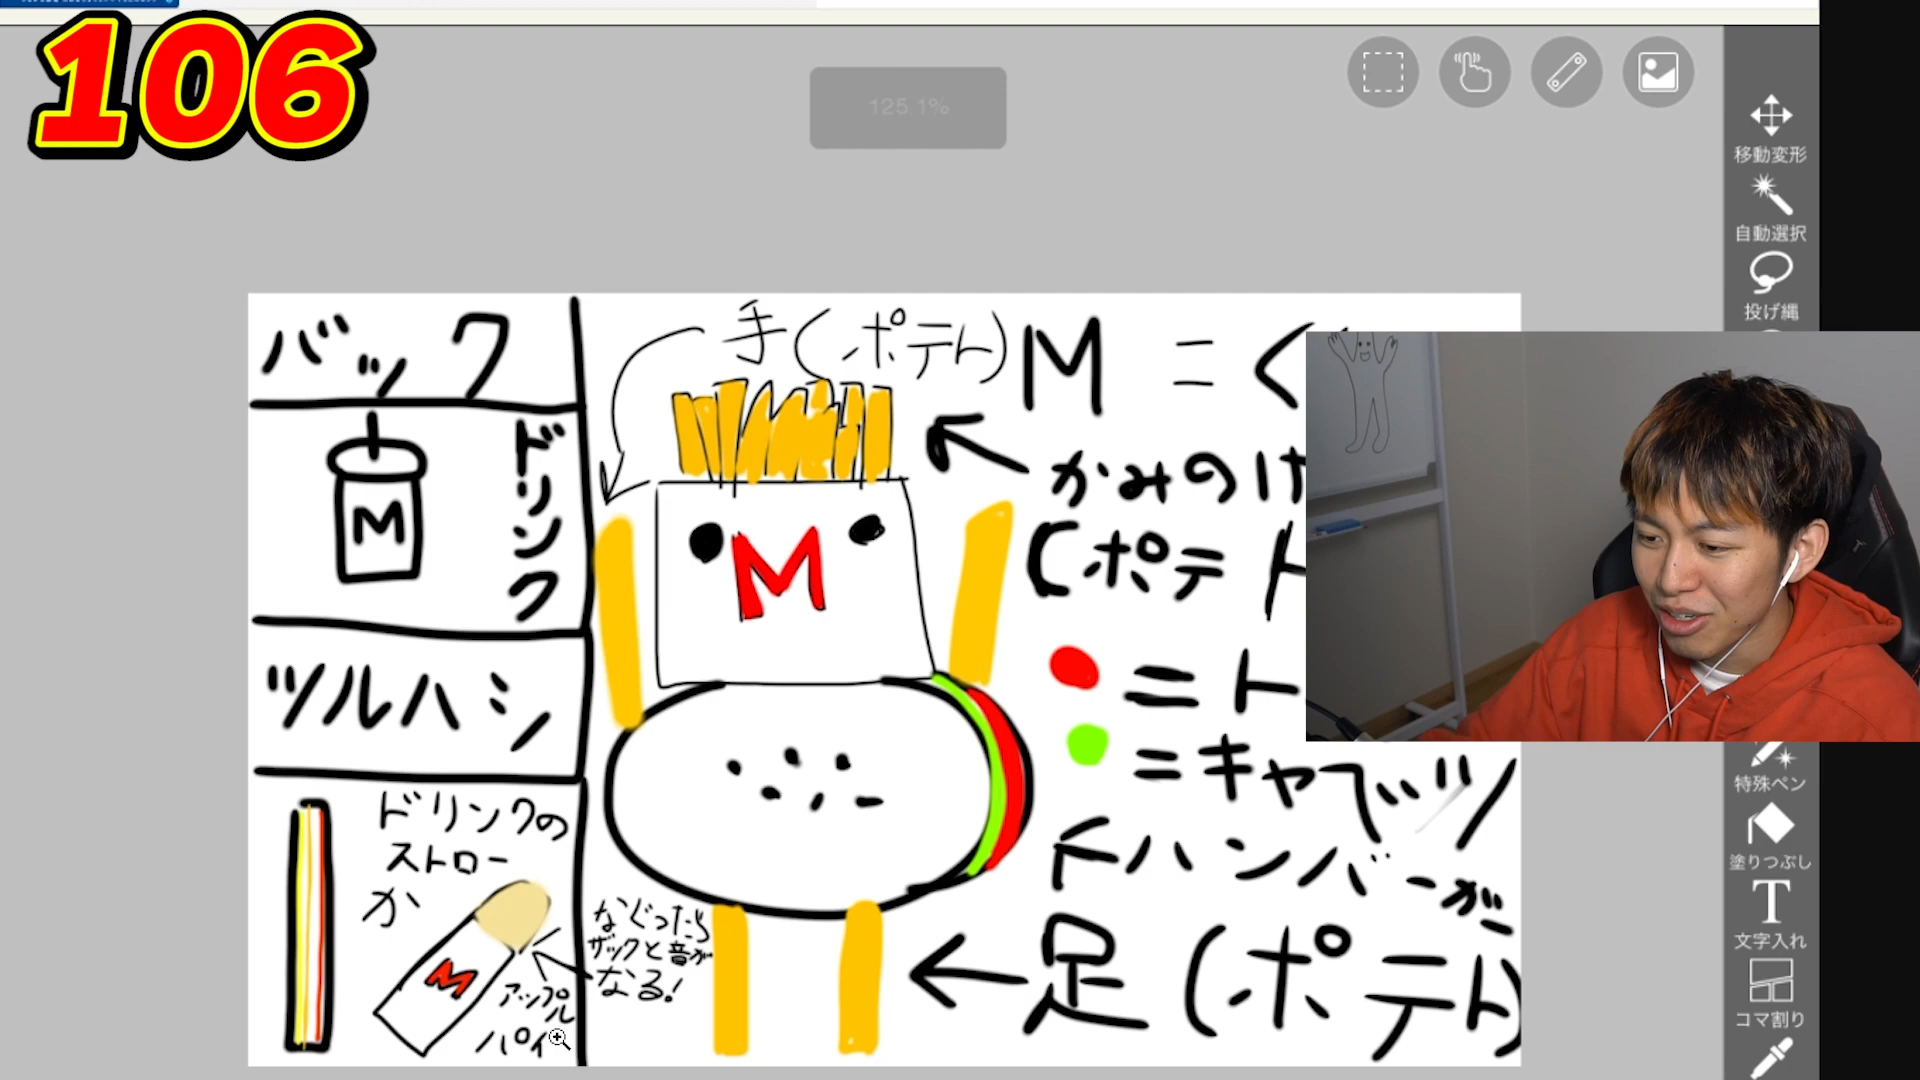 106
125.1%
移動変形
自動選択
投げ縄
特殊ペン
塗りつぶし
文字入れ
コマ割り
バック
ドリンク
M
ツルハシ
ドリンクの
ストロー
か
M
アップル
パイ
なぐったら
ザックと音が
なる!
手(ポテト)
M
M = く
かみのけ
(ポテト
=ト
=キャベツ
ハンバーガー
足(ポテト)